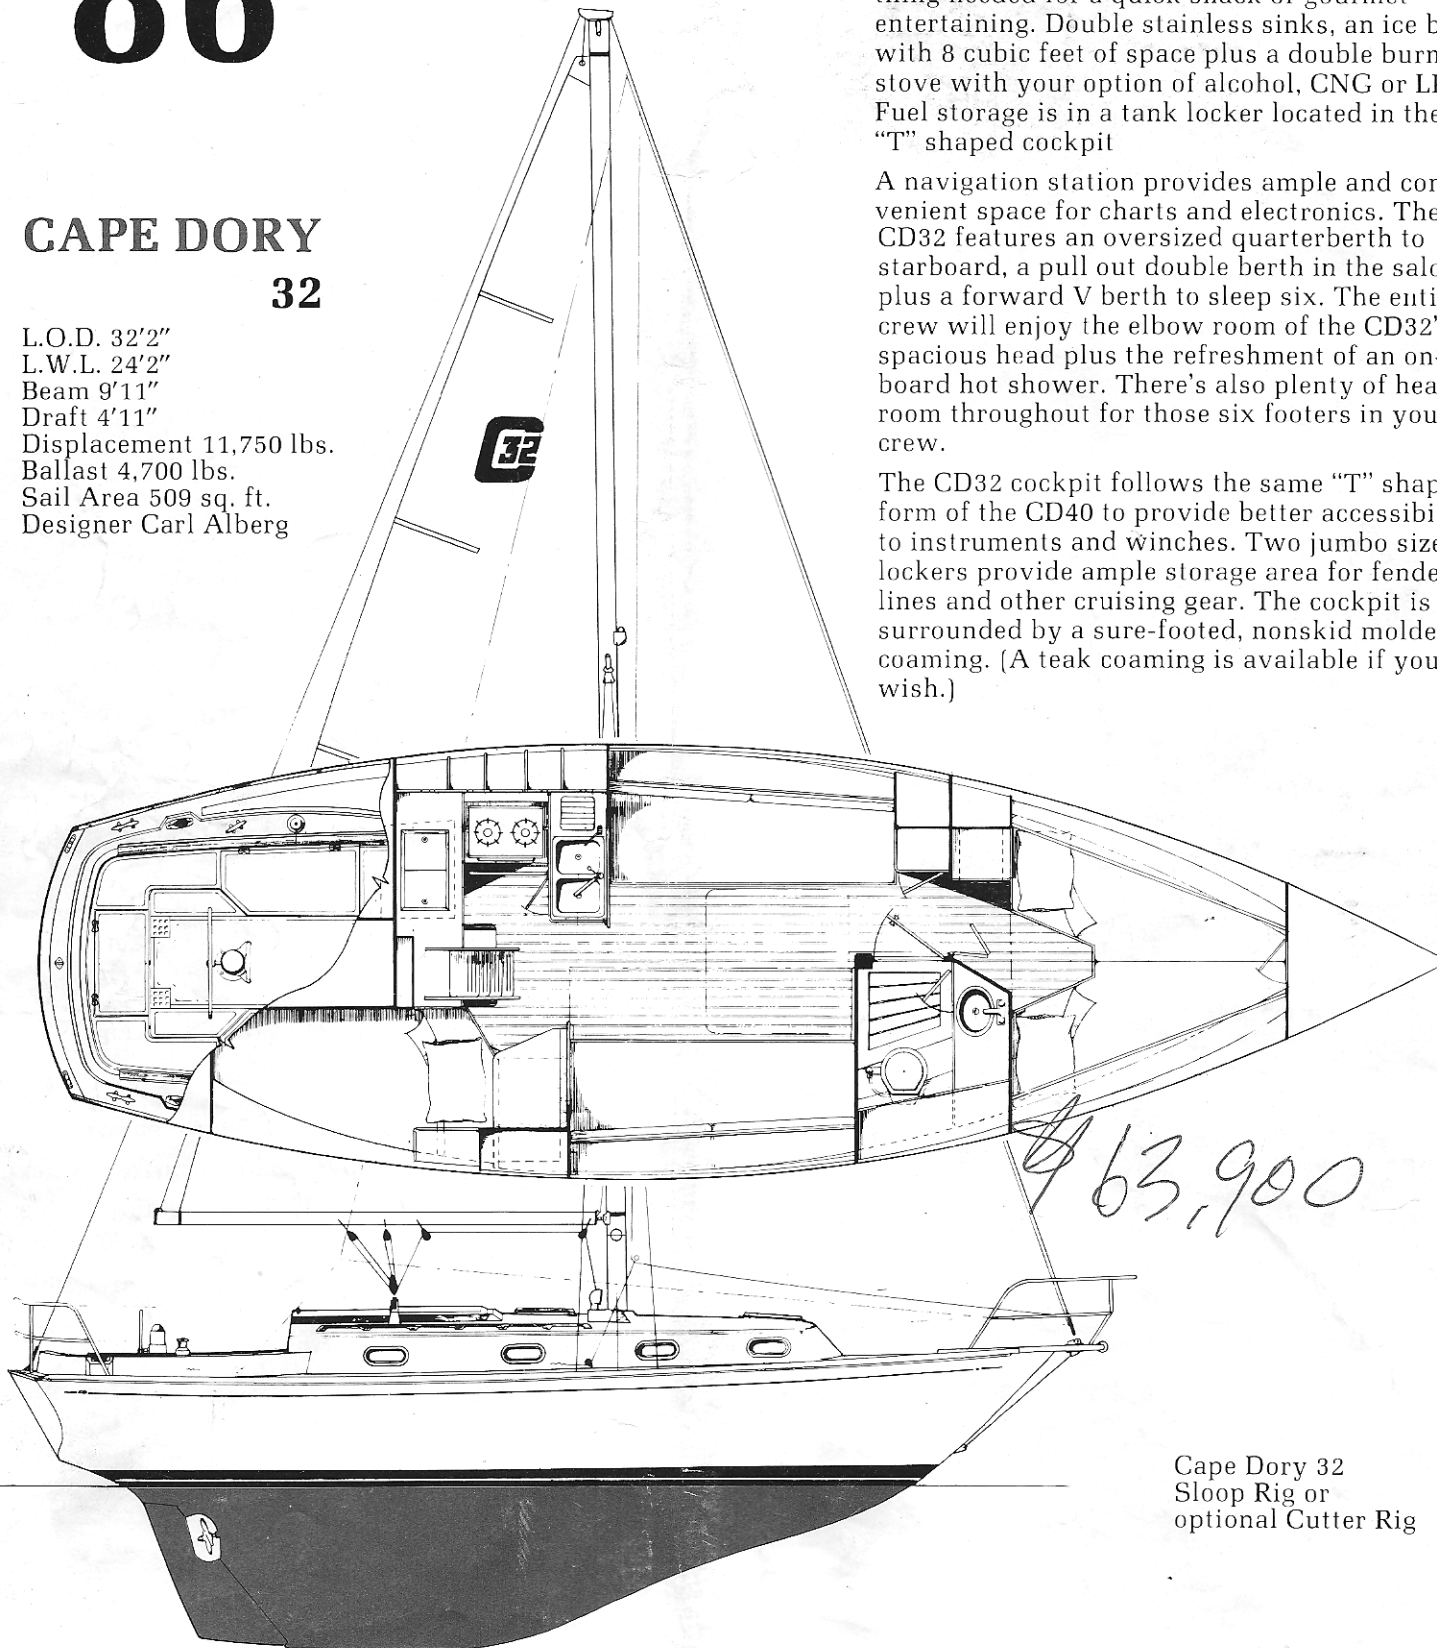 CAPE DORY
32
L.O.D. 32'2"
L.W.L. 24'2"
Beam 9'11"
Draft 4'11"
Displacement 11,750 lbs.
Ballast 4,700 lbs.
Sail Area 509 sq. ft.
Designer Carl Alberg
C32
thing needed for a quick snack or gourmet
entertaining. Double stainless sinks, an ice b
with 8 cubic feet of space plus a double burn
stove with your option of alcohol, CNG or
Fuel storage is in a tank locker located in the
“T” shaped cockpit
A navigation station provides ample and con
venient space for charts and electronics. The
CD32 features an oversized quarterberth to
starboard, a pull out double berth in the salo
plus a forward V berth to sleep six. The enti
crew will enjoy the elbow room of the CD32'
spacious head plus the refreshment of an on-
board hot shower. There's also plenty of hea
room throughout for those six footers in you
crew.
The CD32 cockpit follows the same “T” shap
form of the CD40 to provide better accessibi
to instruments and winches. Two jumbo size
lockers provide ample storage area for fende
lines and other cruising gear. The cockpit is
surrounded by a sure-footed, nonskid molde
coaming. (A teak coaming is available if you
wish.)
$63,900
Cape Dory 32
Sloop Rig or
optional Cutter Rig